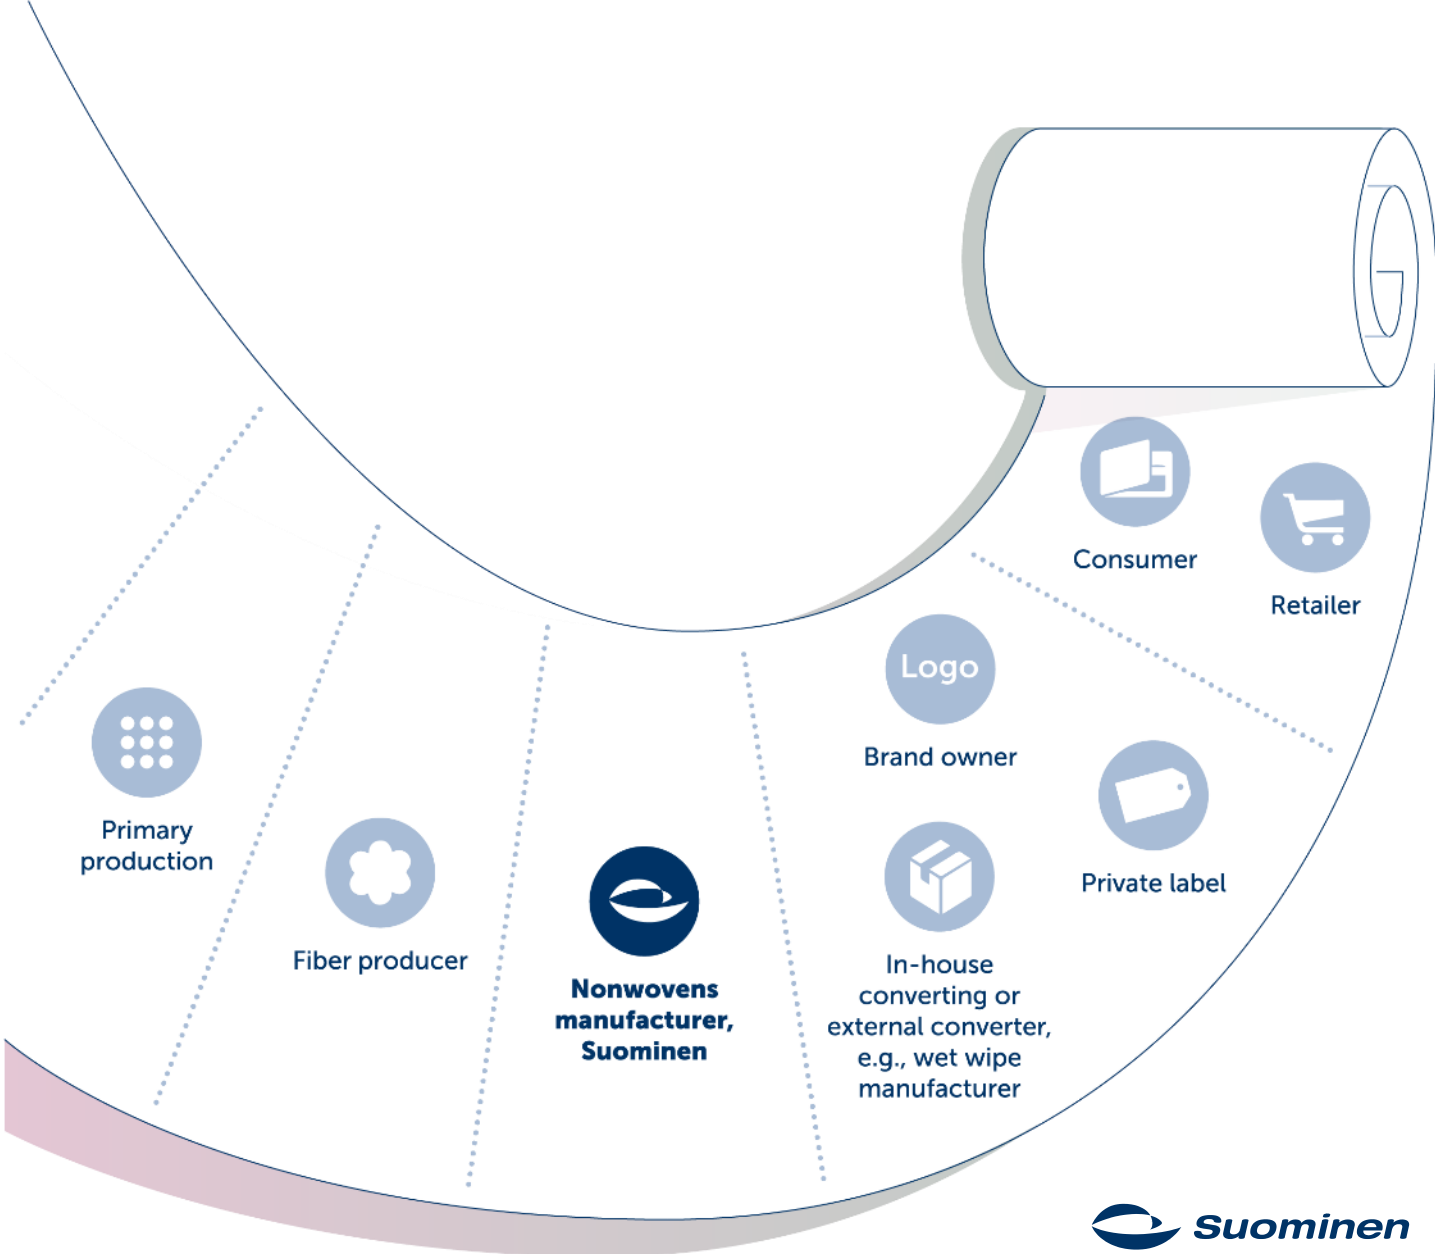 Primary
production
Fiber producer
Nonwovens
manufacturer,
Suominen
Logo
Brand owner
In-house
converting or
external converter,
e.g., wet wipe
manufacturer
Private label
Consumer
Retailer
Suominen